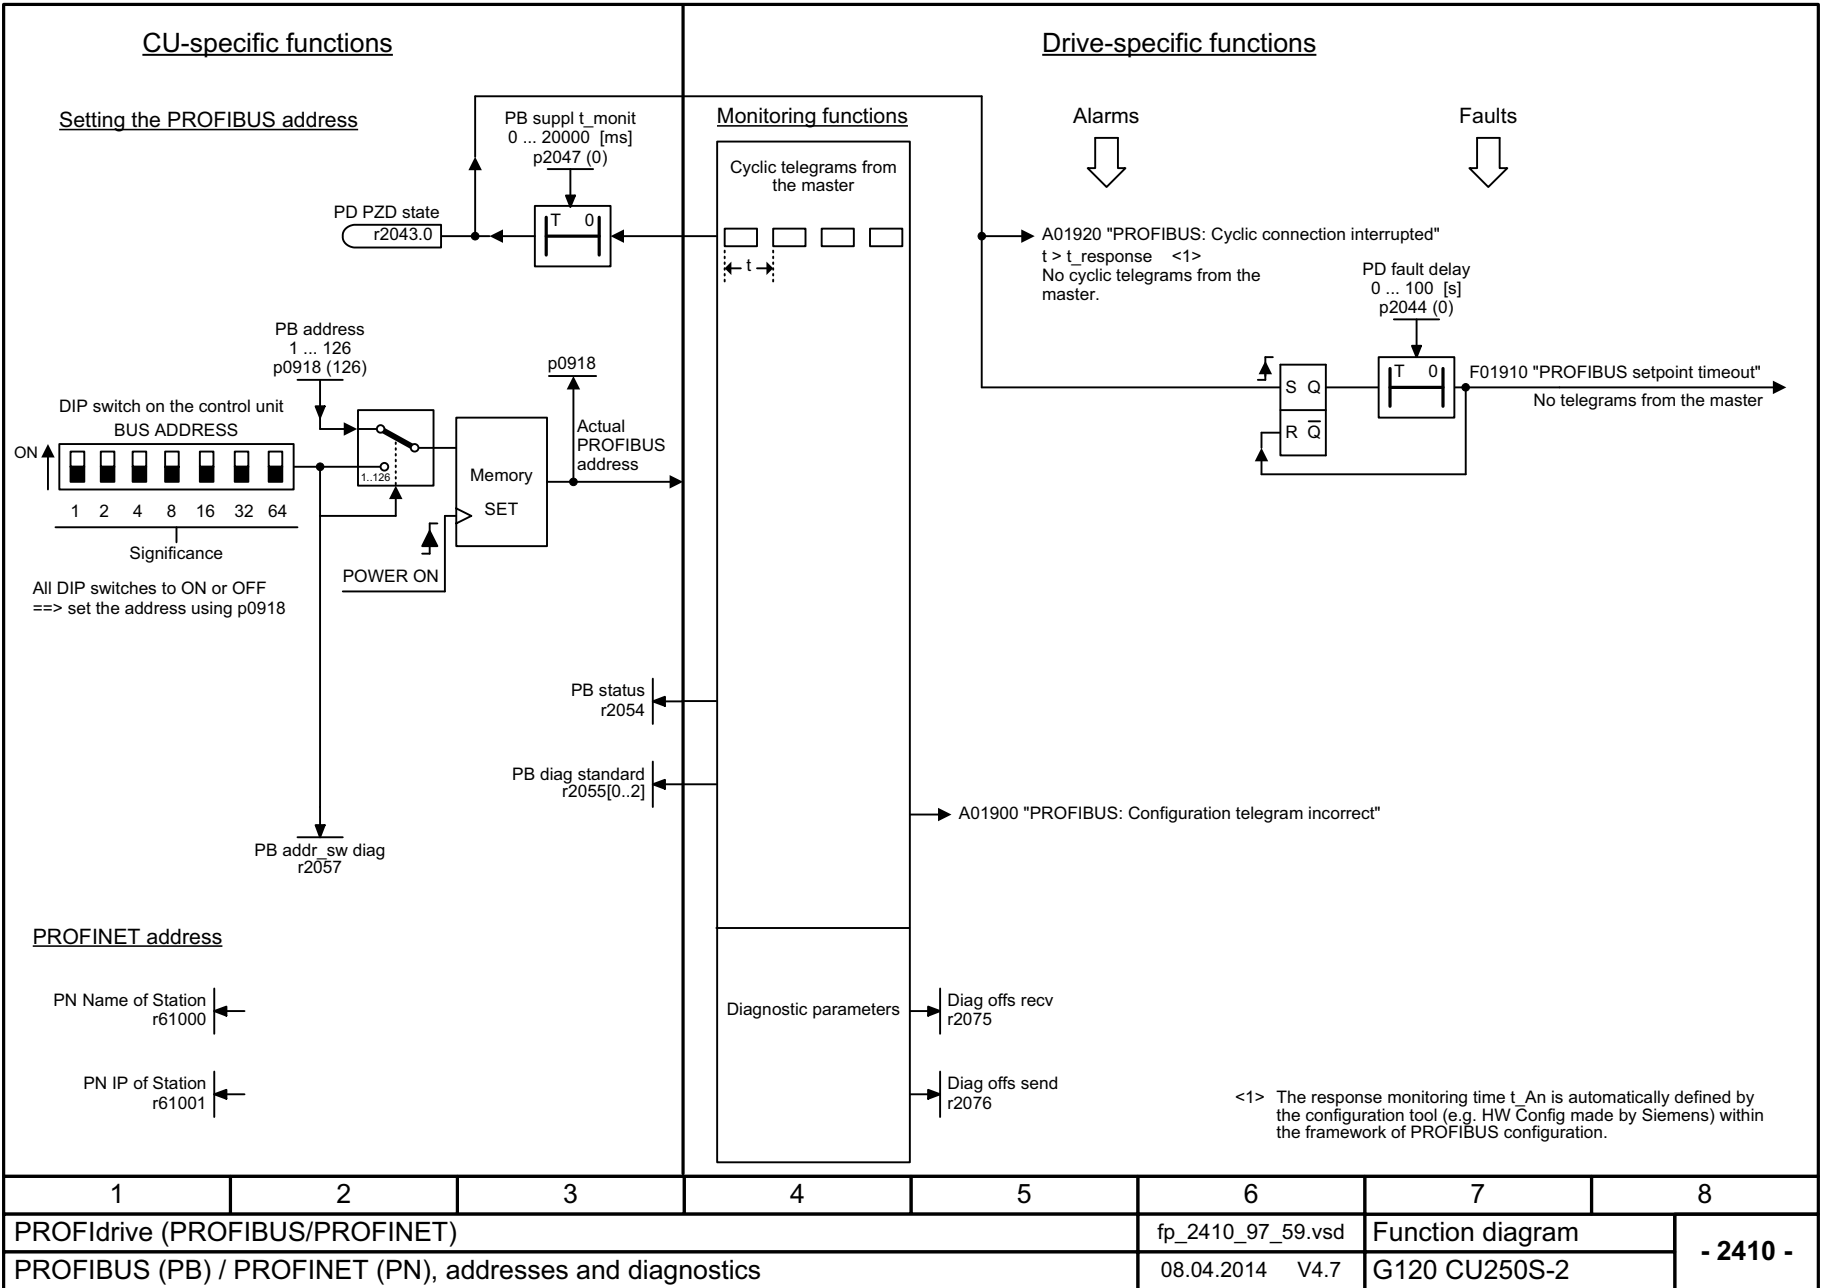 CU-specific functions
Drive-specific functions
Setting the PROFIBUS address
PB suppl t_monit
0 ... 20000 [ms]
p2047 (0)
Monitoring functions
Alarms
Faults
Cyclic telegrams from
the master
PD PZD state
r2043.0
T 0
t
A01920 "PROFIBUS: Cyclic connection interrupted"
t > t_response <1>
No cyclic telegrams from the
master.
PD fault delay
0 ... 100 [s]
p2044 (0)
PB address
1 ... 126
p0918 (126)
p0918
DIP switch on the control unit
BUS ADDRESS
ON
1..126
Memory
SET
Actual
PROFIBUS
address
S Q
R Q̅
T 0
F01910 "PROFIBUS setpoint timeout"
No telegrams from the master
1 2 4 8 16 32 64
Significance
POWER ON
All DIP switches to ON or OFF
==> set the address using p0918
PB status
r2054
PB diag standard
r2055[0..2]
A01900 "PROFIBUS: Configuration telegram incorrect"
PB addr_sw diag
r2057
PROFINET address
PN Name of Station
r61000
PN IP of Station
r61001
Diagnostic parameters
Diag offs recv
r2075
Diag offs send
r2076
<1> The response monitoring time t_An is automatically defined by
the configuration tool (e.g. HW Config made by Siemens) within
the framework of PROFIBUS configuration.
1 2 3 4 5 6 7 8
PROFIdrive (PROFIBUS/PROFINET)
fp_2410_97_59.vsd
Function diagram
- 2410 -
PROFIBUS (PB) / PROFINET (PN), addresses and diagnostics
08.04.2014 V4.7
G120 CU250S-2